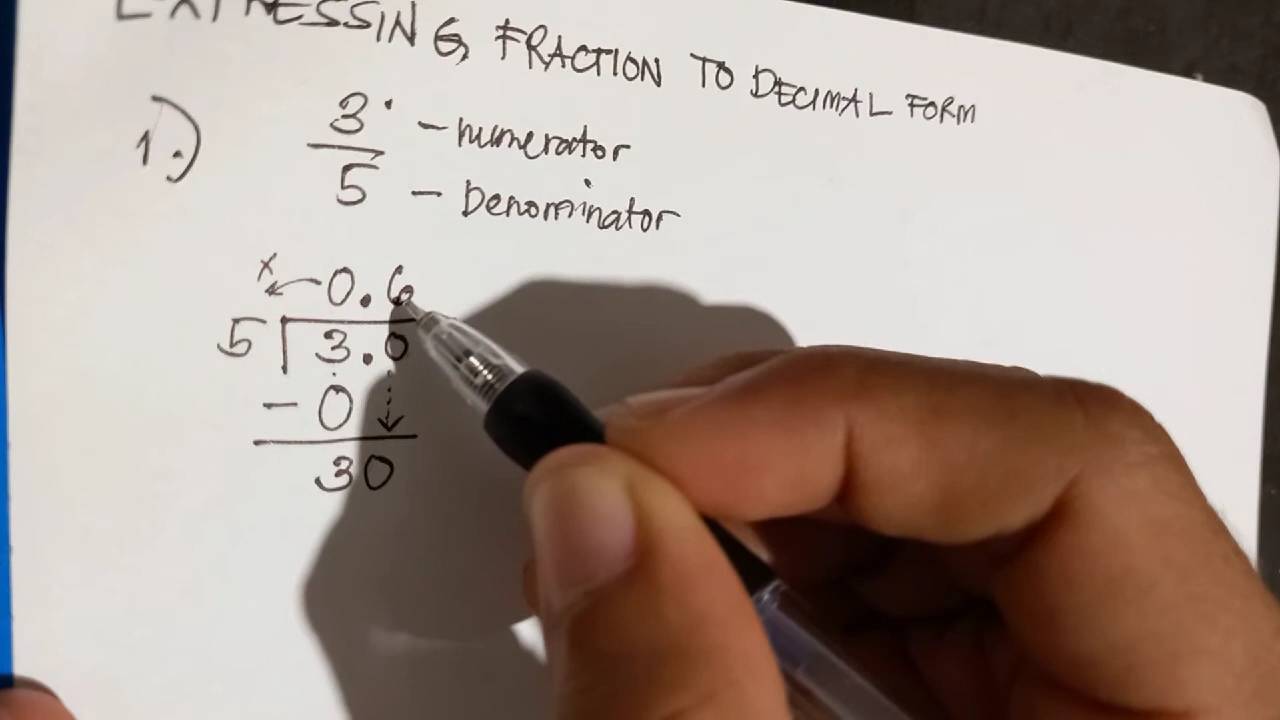 EXPRESSING FRACTION TO DECIMAL FORM
1.) 3 - numerator
5 - Denominator
x 0.6
5 3.0
- 0
30